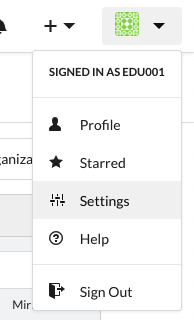 SIGNED IN AS EDU001
Profile
Starred
Settings
Help
Sign Out